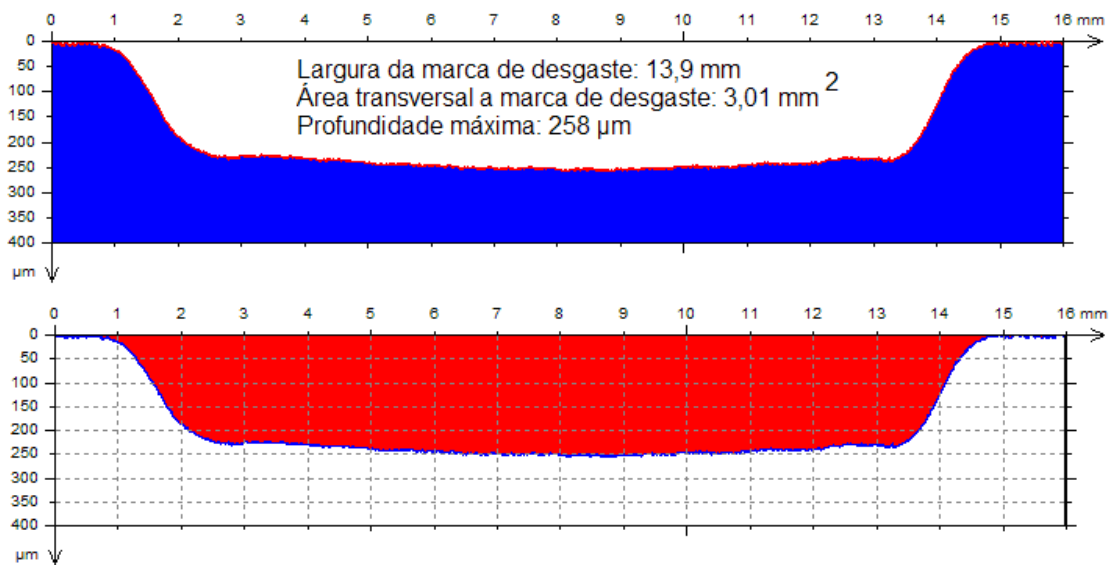 0 1 2 3 4 5 6 7 8 9 10 11 12 13 14 15 16 mm
0
50
100
150
200
250
300
350
400
µm
Largura da marca de desgaste: 13,9 mm
Área transversal a marca de desgaste: 3,01 mm 2
Profundidade máxima: 258 µm
0 1 2 3 4 5 6 7 8 9 10 11 12 13 14 15 16 mm
0
50
100
150
200
250
300
350
400
µm